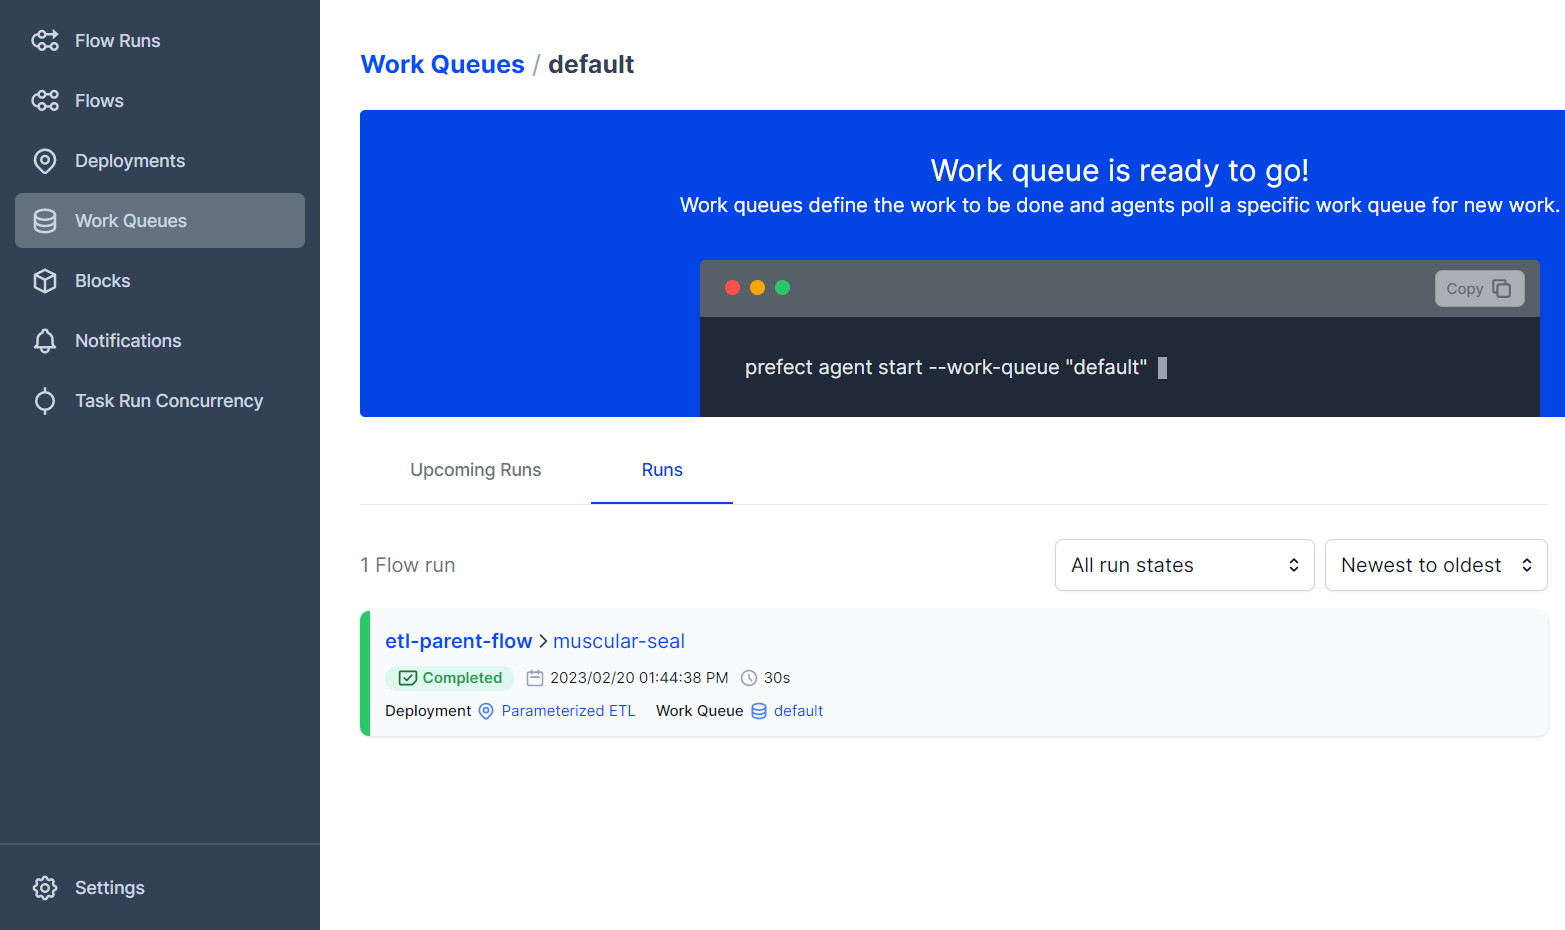 Flow Runs
Flows
Deployments
Work Queues
Blocks
Notifications
Task Run Concurrency
Settings
Work Queues / default
Work queue is ready to go!
Work queues define the work to be done and agents poll a specific work queue for new work.
Copy
prefect agent start --work-queue "default"
Upcoming Runs Runs
1 Flow run All run states Newest to oldest
etl-parent-flow > muscular-seal
Completed 2023/02/20 01:44:38 PM 30s
Deployment Parameterized ETL Work Queue default